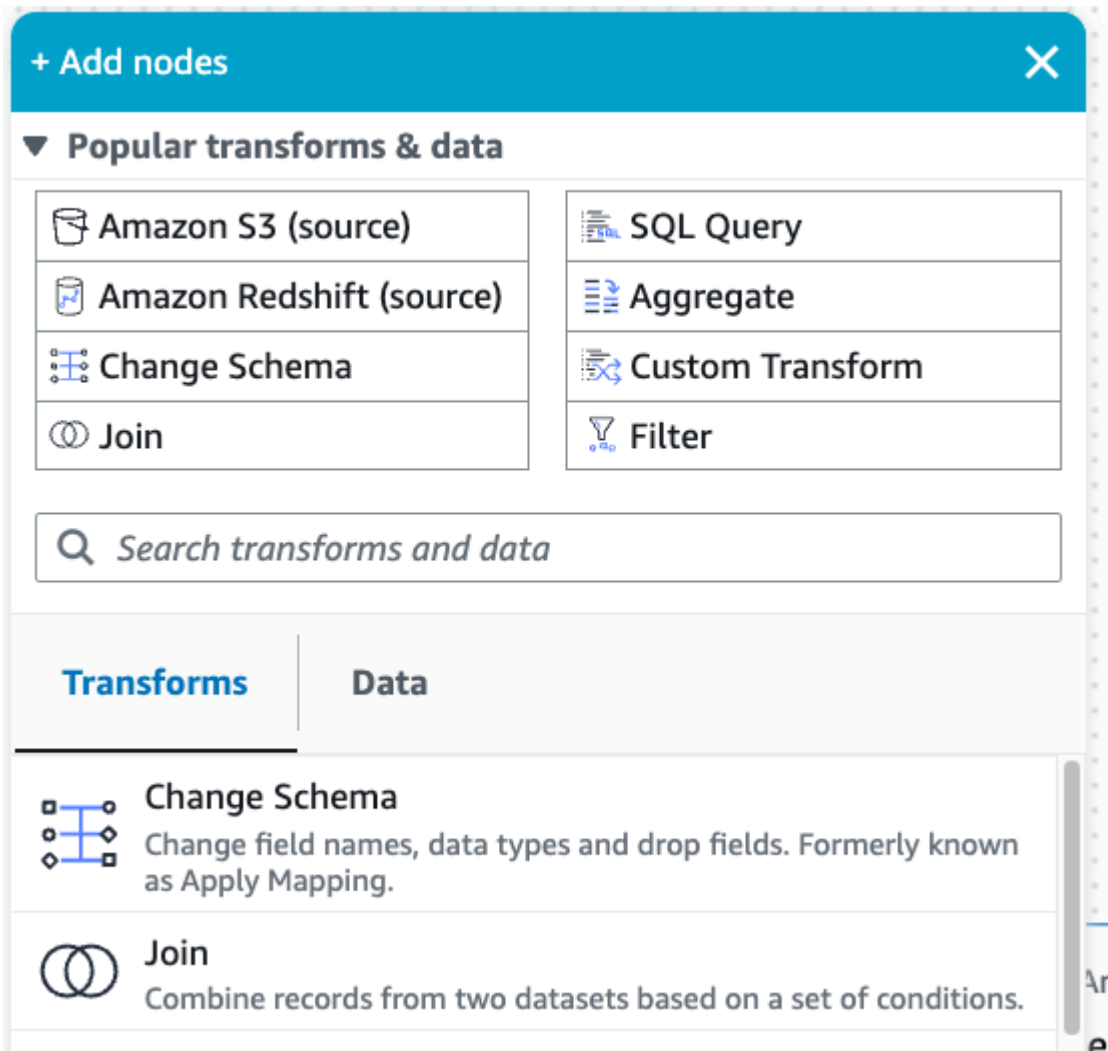 + Add nodes
Popular transforms & data
Amazon S3 (source)
SQL Query
Amazon Redshift (source)
Aggregate
Change Schema
Custom Transform
Join
Filter
Search transforms and data
Transforms
Data
Change Schema
Change field names, data types and drop fields. Formerly known
as Apply Mapping.
Join
Combine records from two datasets based on a set of conditions.